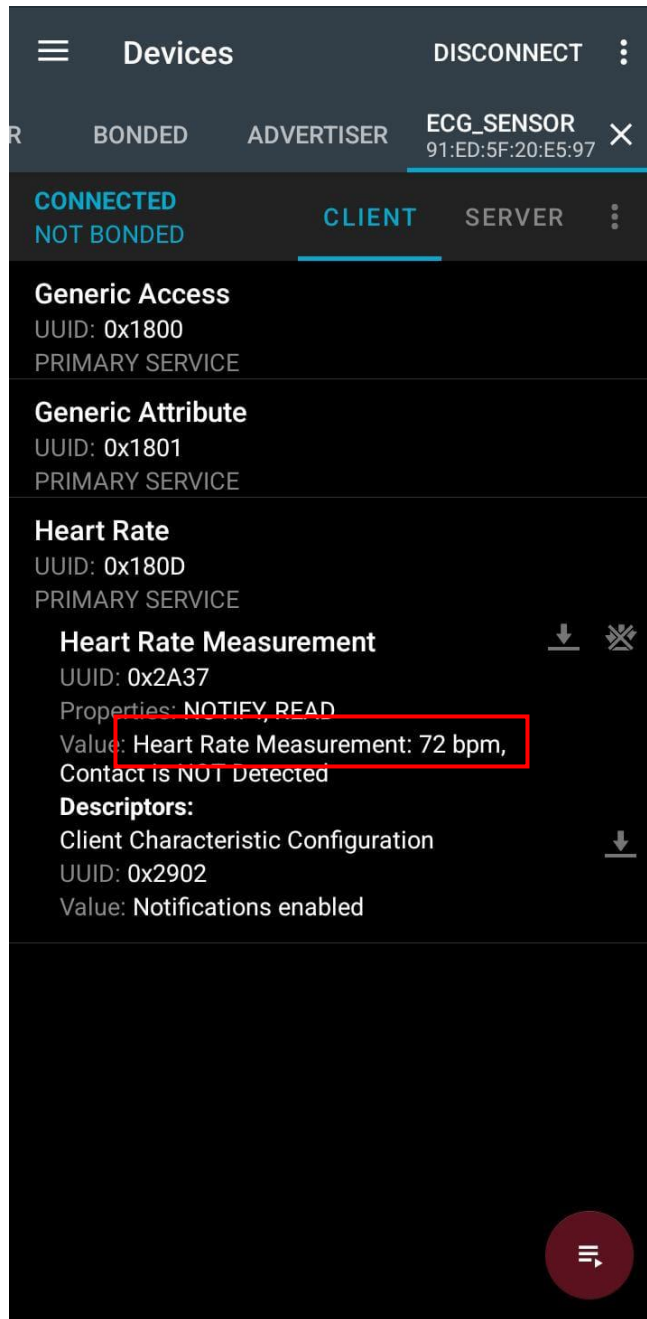 Devices
DISCONNECT
R
BONDED
ADVERTISER
ECG_SENSOR
91:ED:5F:20:E5:97
CONNECTED
NOT BONDED
CLIENT
SERVER
Generic Access
UUID: 0x1800
PRIMARY SERVICE
Generic Attribute
UUID: 0x1801
PRIMARY SERVICE
Heart Rate
UUID: 0x180D
PRIMARY SERVICE
Heart Rate Measurement
UUID: 0x2A37
Properties: NOTIFY, READ
Value: Heart Rate Measurement: 72 bpm,
Contact is NOT Detected
Descriptors:
Client Characteristic Configuration
UUID: 0x2902
Value: Notifications enabled